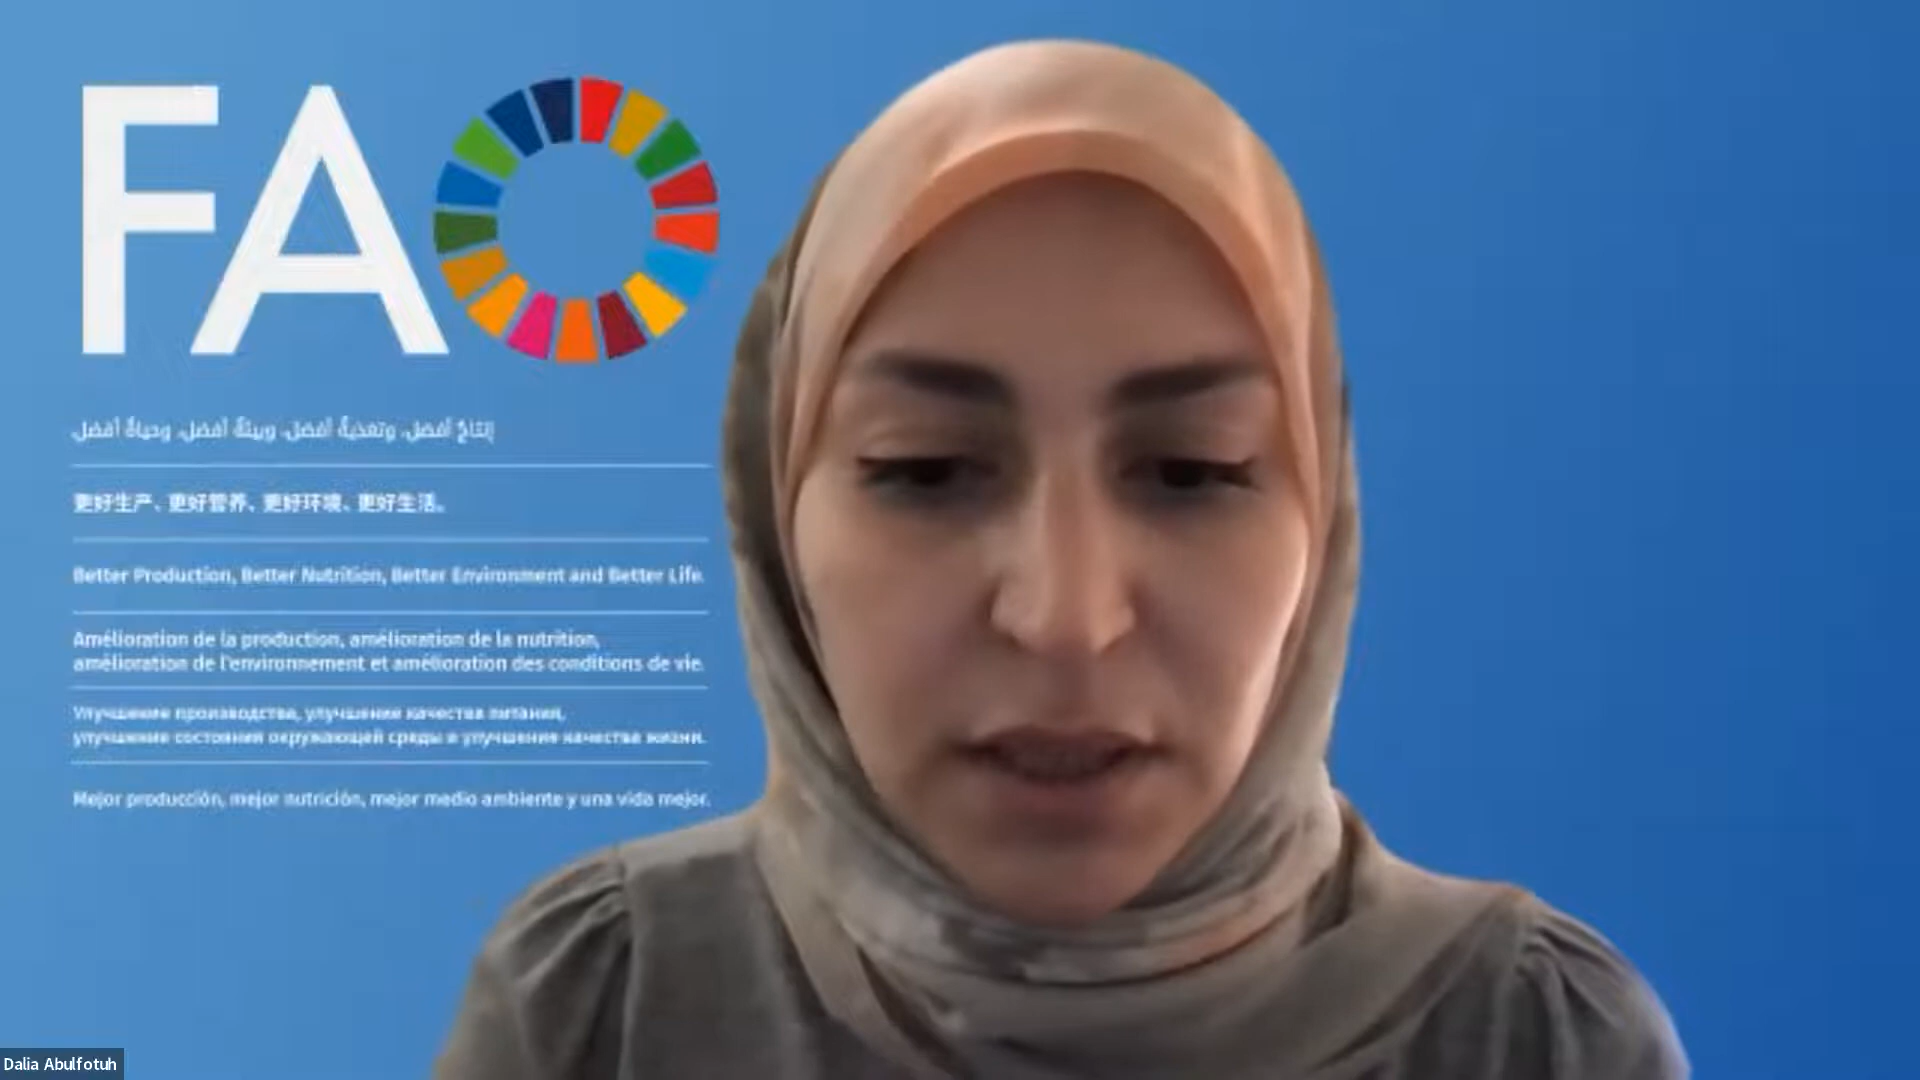 FAO
إنتاجٌ أفضل، وتغذيةٌ أفضل، وبيئةٌ أفضل، وحياةٌ أفضل.
更好生产、更好营养、更好环境、更好生活。
Better Production, Better Nutrition, Better Environment and Better Life.
Amélioration de la production, amélioration de la nutrition,
amélioration de l'environnement et amélioration des conditions de vie.
Улучшение производства, улучшение качества питания,
улучшение состояния окружающей среды и улучшение качества жизни.
Mejor producción, mejor nutrición, mejor medio ambiente y una vida mejor.
Dalia Abulfotuh